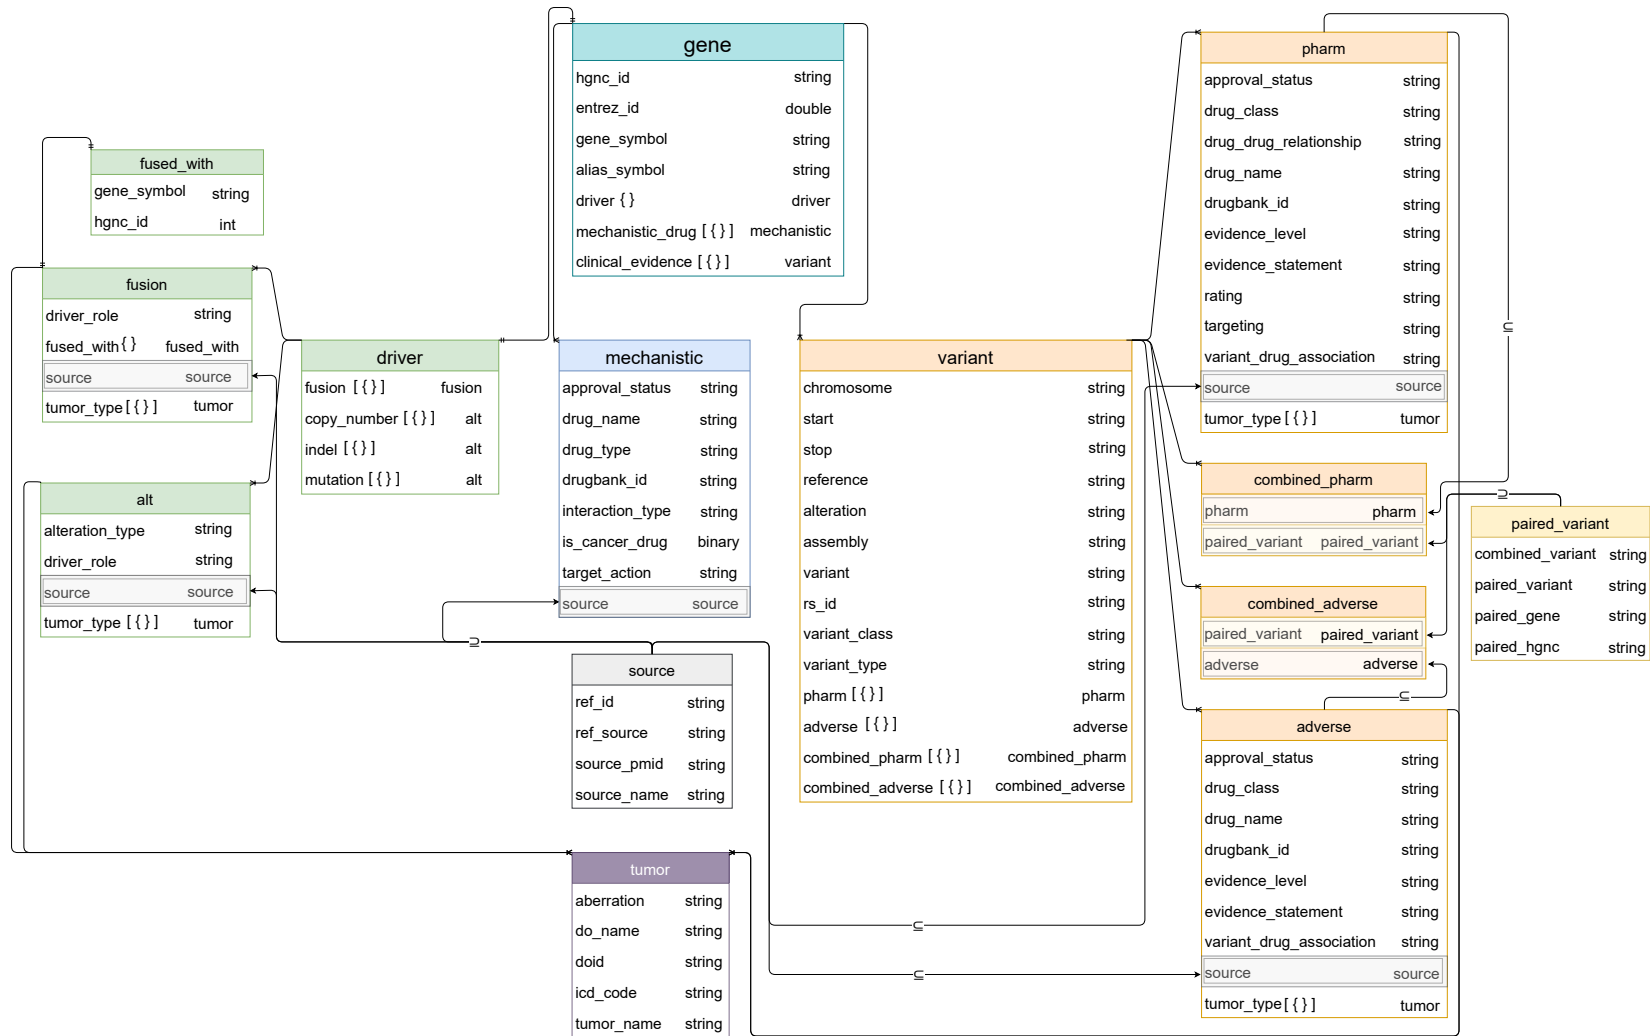 gene
hgnc_id string
entrez_id double
gene_symbol string
alias_symbol string
driver { } driver
mechanistic_drug [ { } ] mechanistic
clinical_evidence [ { } ] variant
fused_with
gene_symbol string
hgnc_id int
fusion
driver_role string
fused_with { } fused_with
source source
tumor_type [ { } ] tumor
alt
alteration_type string
driver_role string
source source
tumor_type [ { } ] tumor
driver
fusion [ { } ] fusion
copy_number [ { } ] alt
indel [ { } ] alt
mutation [ { } ] alt
mechanistic
approval_status string
drug_name string
drug_type string
drugbank_id string
interaction_type string
is_cancer_drug binary
target_action string
source source
⊇
source
ref_id string
ref_source string
source_pmid string
source_name string
tumor
aberration string
do_name string
doid string
icd_code string
tumor_name string
variant
chromosome string
start string
stop string
reference string
alteration string
assembly string
variant string
rs_id string
variant_class string
variant_type string
pharm [ { } ] pharm
adverse [ { } ] adverse
combined_pharm [ { } ] combined_pharm
combined_adverse [ { } ] combined_adverse
⊆
⊆
pharm
approval_status string
drug_class string
drug_drug_relationship string
drug_name string
drugbank_id string
evidence_level string
evidence_statement string
rating string
targeting string
variant_drug_association string
source source
tumor_type [ { } ] tumor
⊆
combined_pharm
pharm pharm
paired_variant paired_variant
⊇
combined_adverse
paired_variant paired_variant
adverse adverse
⊆
paired_variant
combined_variant string
paired_variant string
paired_gene string
paired_hgnc string
adverse
approval_status string
drug_class string
drug_name string
drugbank_id string
evidence_level string
evidence_statement string
variant_drug_association string
source source
tumor_type [ { } ] tumor